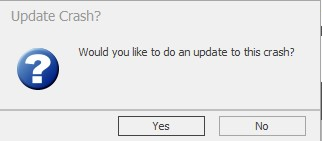 Update Crash?
Would you like to do an update to this crash?
Yes No